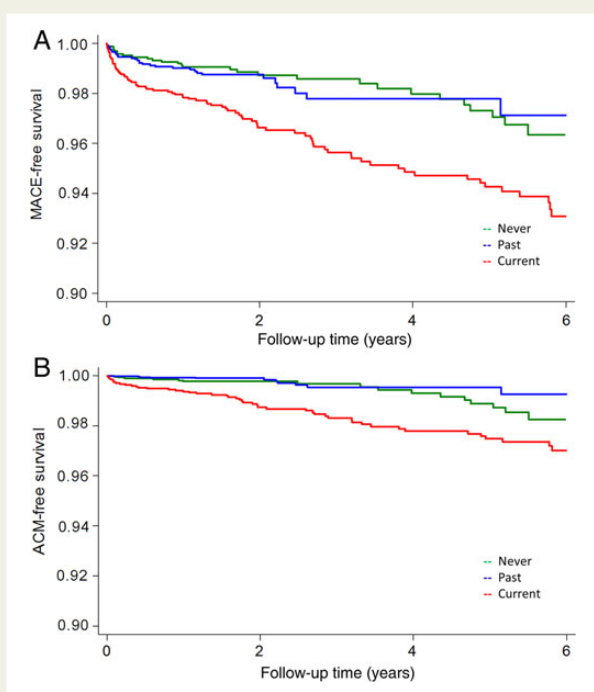 A
1.00
0.98
0.96
0.94
0.92
0.90
MACE-free survival
-- Never
-- Past
-- Current
0 2 4 6
Follow-up time (years)
B
1.00
0.98
0.96
0.94
0.92
0.90
ACM-free survival
-- Never
-- Past
-- Current
0 2 4 6
Follow-up time (years)